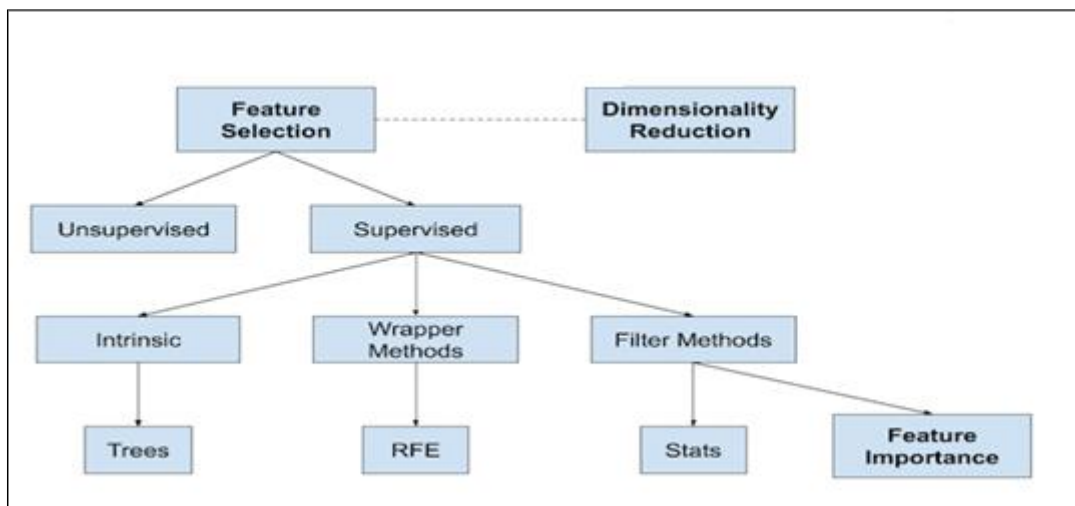 Feature
Selection
Dimensionality
Reduction
Unsupervised
Supervised
Intrinsic
Wrapper
Methods
Filter Methods
Trees
RFE
Stats
Feature
Importance